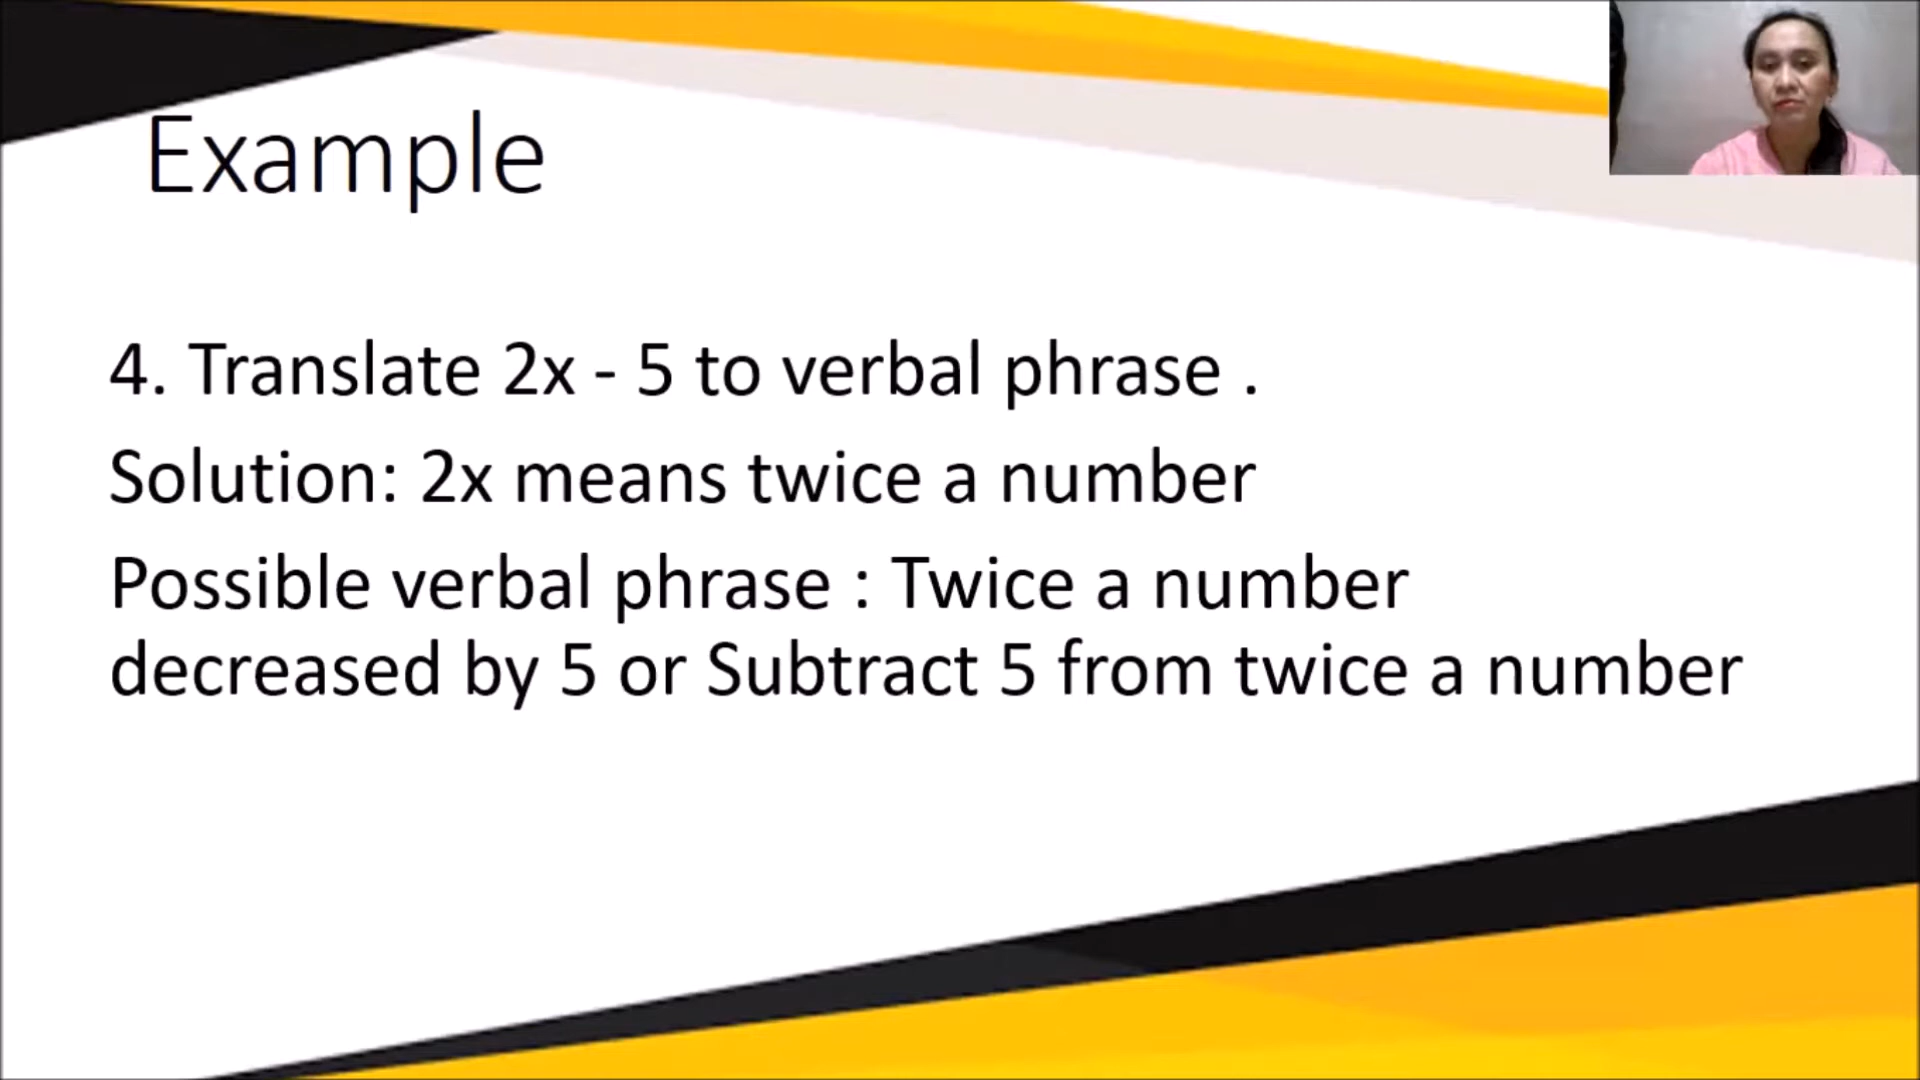 Example
4. Translate 2x - 5 to verbal phrase .
Solution: 2x means twice a number
Possible verbal phrase : Twice a number
decreased by 5 or Subtract 5 from twice a number